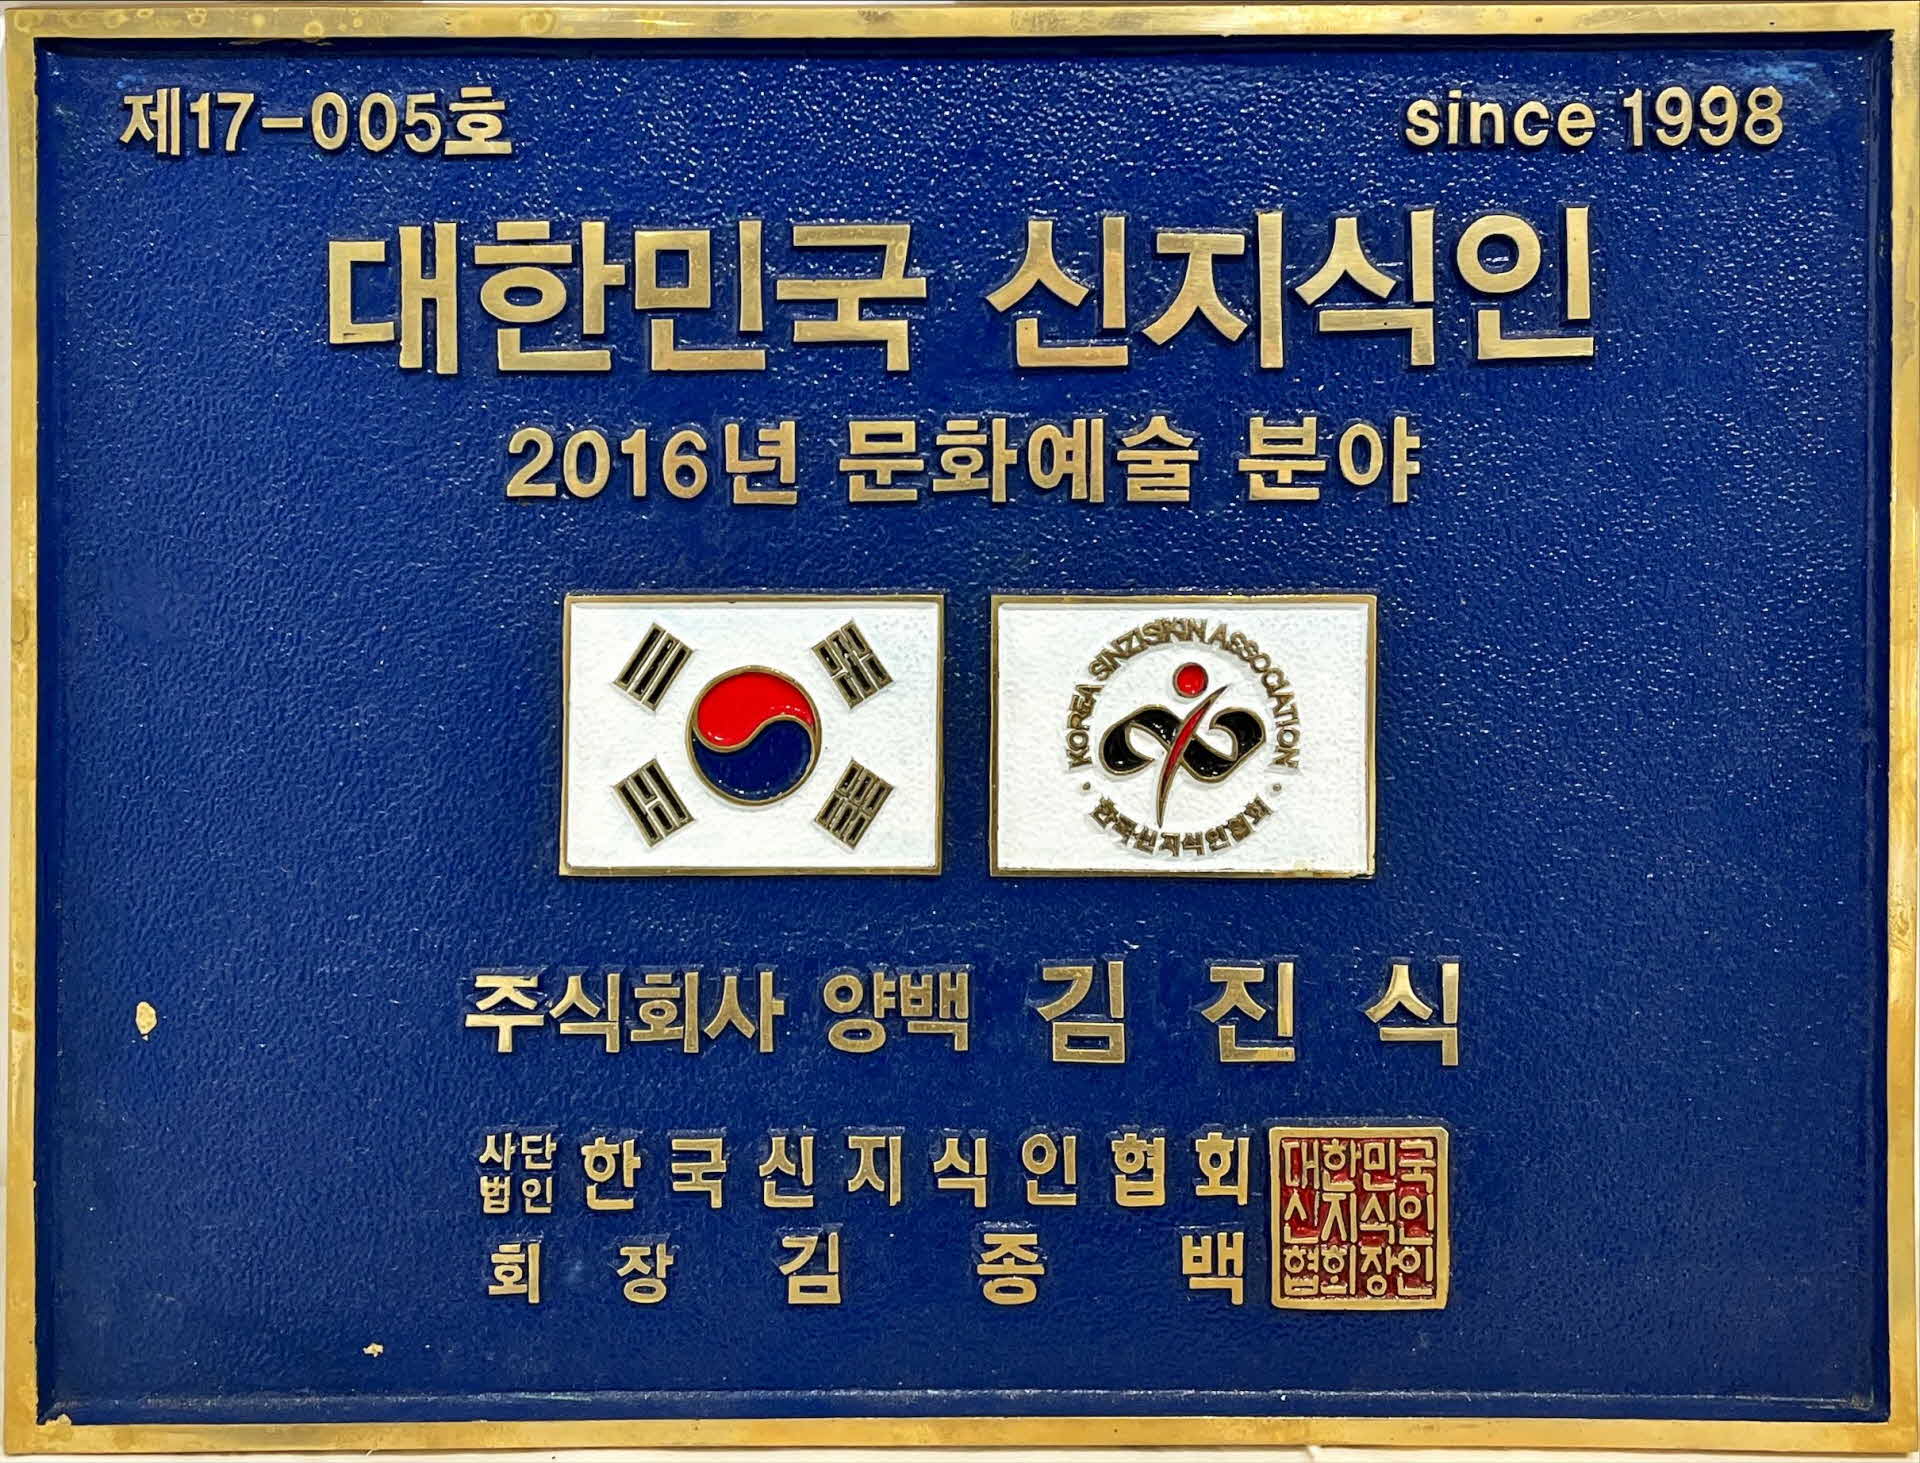 제17-005호
since 1998
대한민국 신지식인
2016년 문화예술 분야
KOREA SINZISIKIN ASSOCIATION
한국신지식인협회
주식회사 양백 김진식
사단법인 한국신지식인협회
회장 김종백
대한민국
신지식인
협회장인